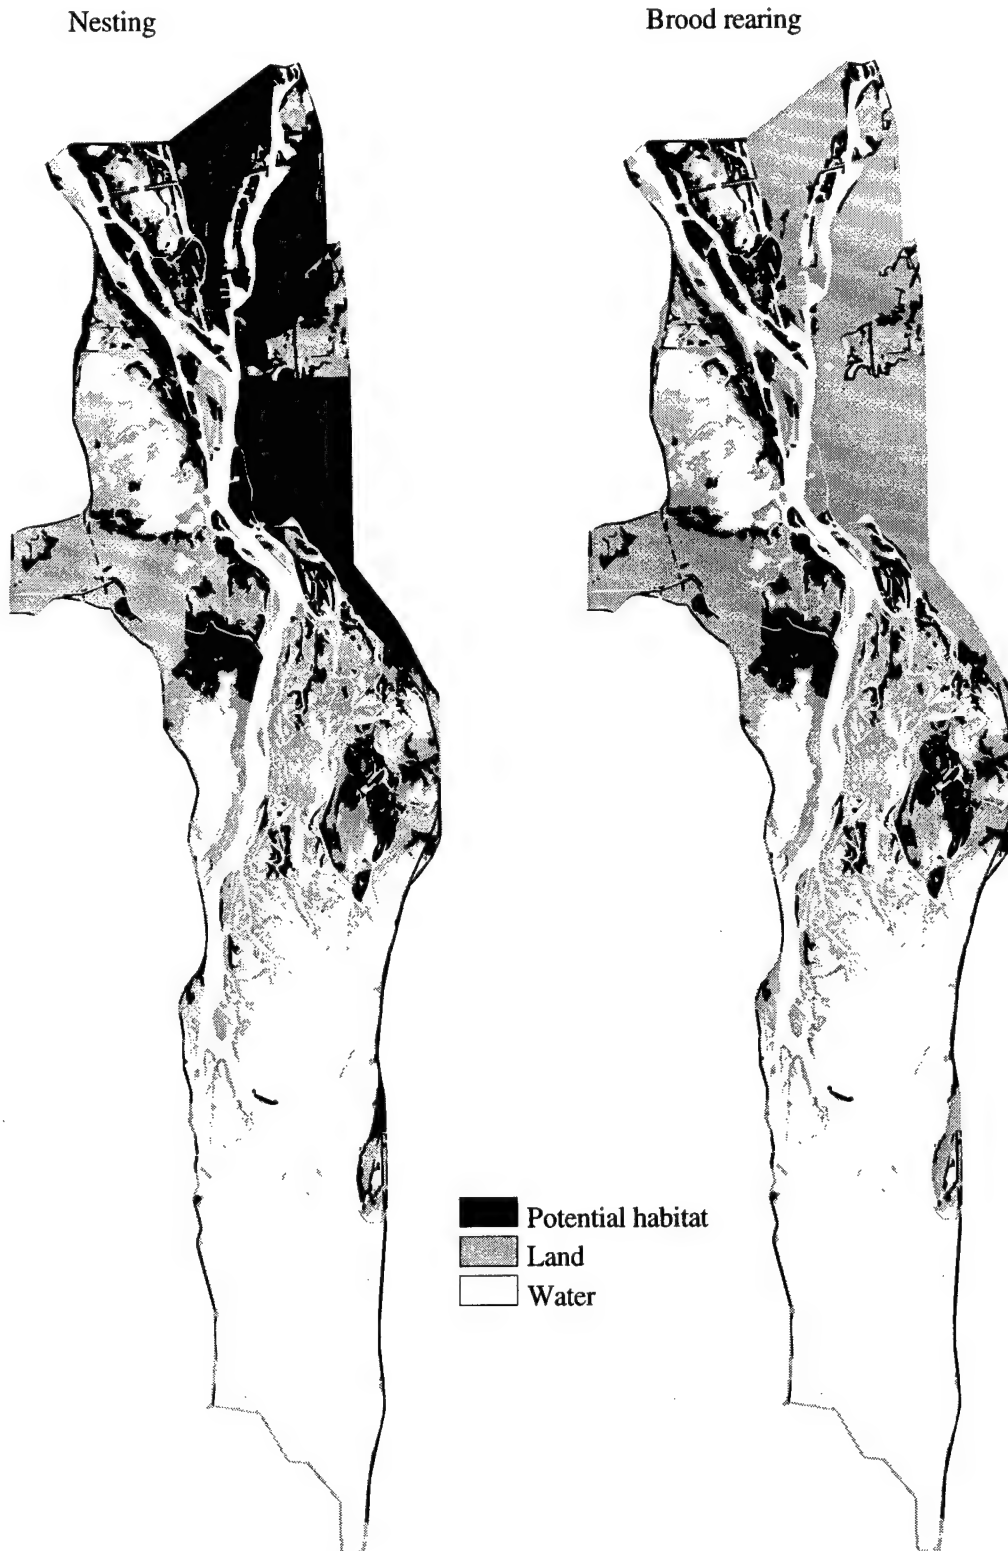 Nesting
Brood rearing
Potential habitat
Land
Water